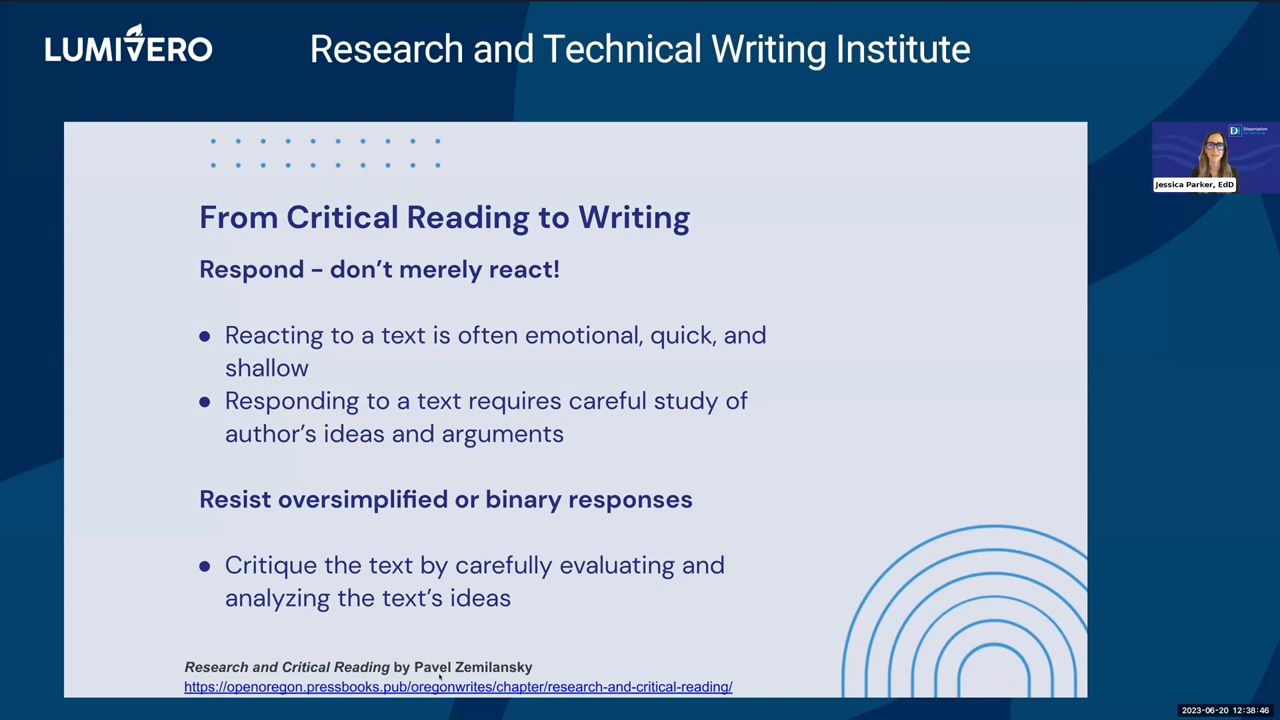 LUMIVERO
Research and Technical Writing Institute
From Critical Reading to Writing
Respond – don't merely react!
● Reacting to a text is often emotional, quick, and
shallow
● Responding to a text requires careful study of
author's ideas and arguments
Resist oversimplified or binary responses
● Critique the text by carefully evaluating and
analyzing the text's ideas
Research and Critical Reading by Pavel Zemilansky
https://openoregon.pressbooks.pub/oregonwrites/chapter/research-and-critical-reading/
Dissertation
Jessica Parker, EdD
2023-06-20 12:38:46